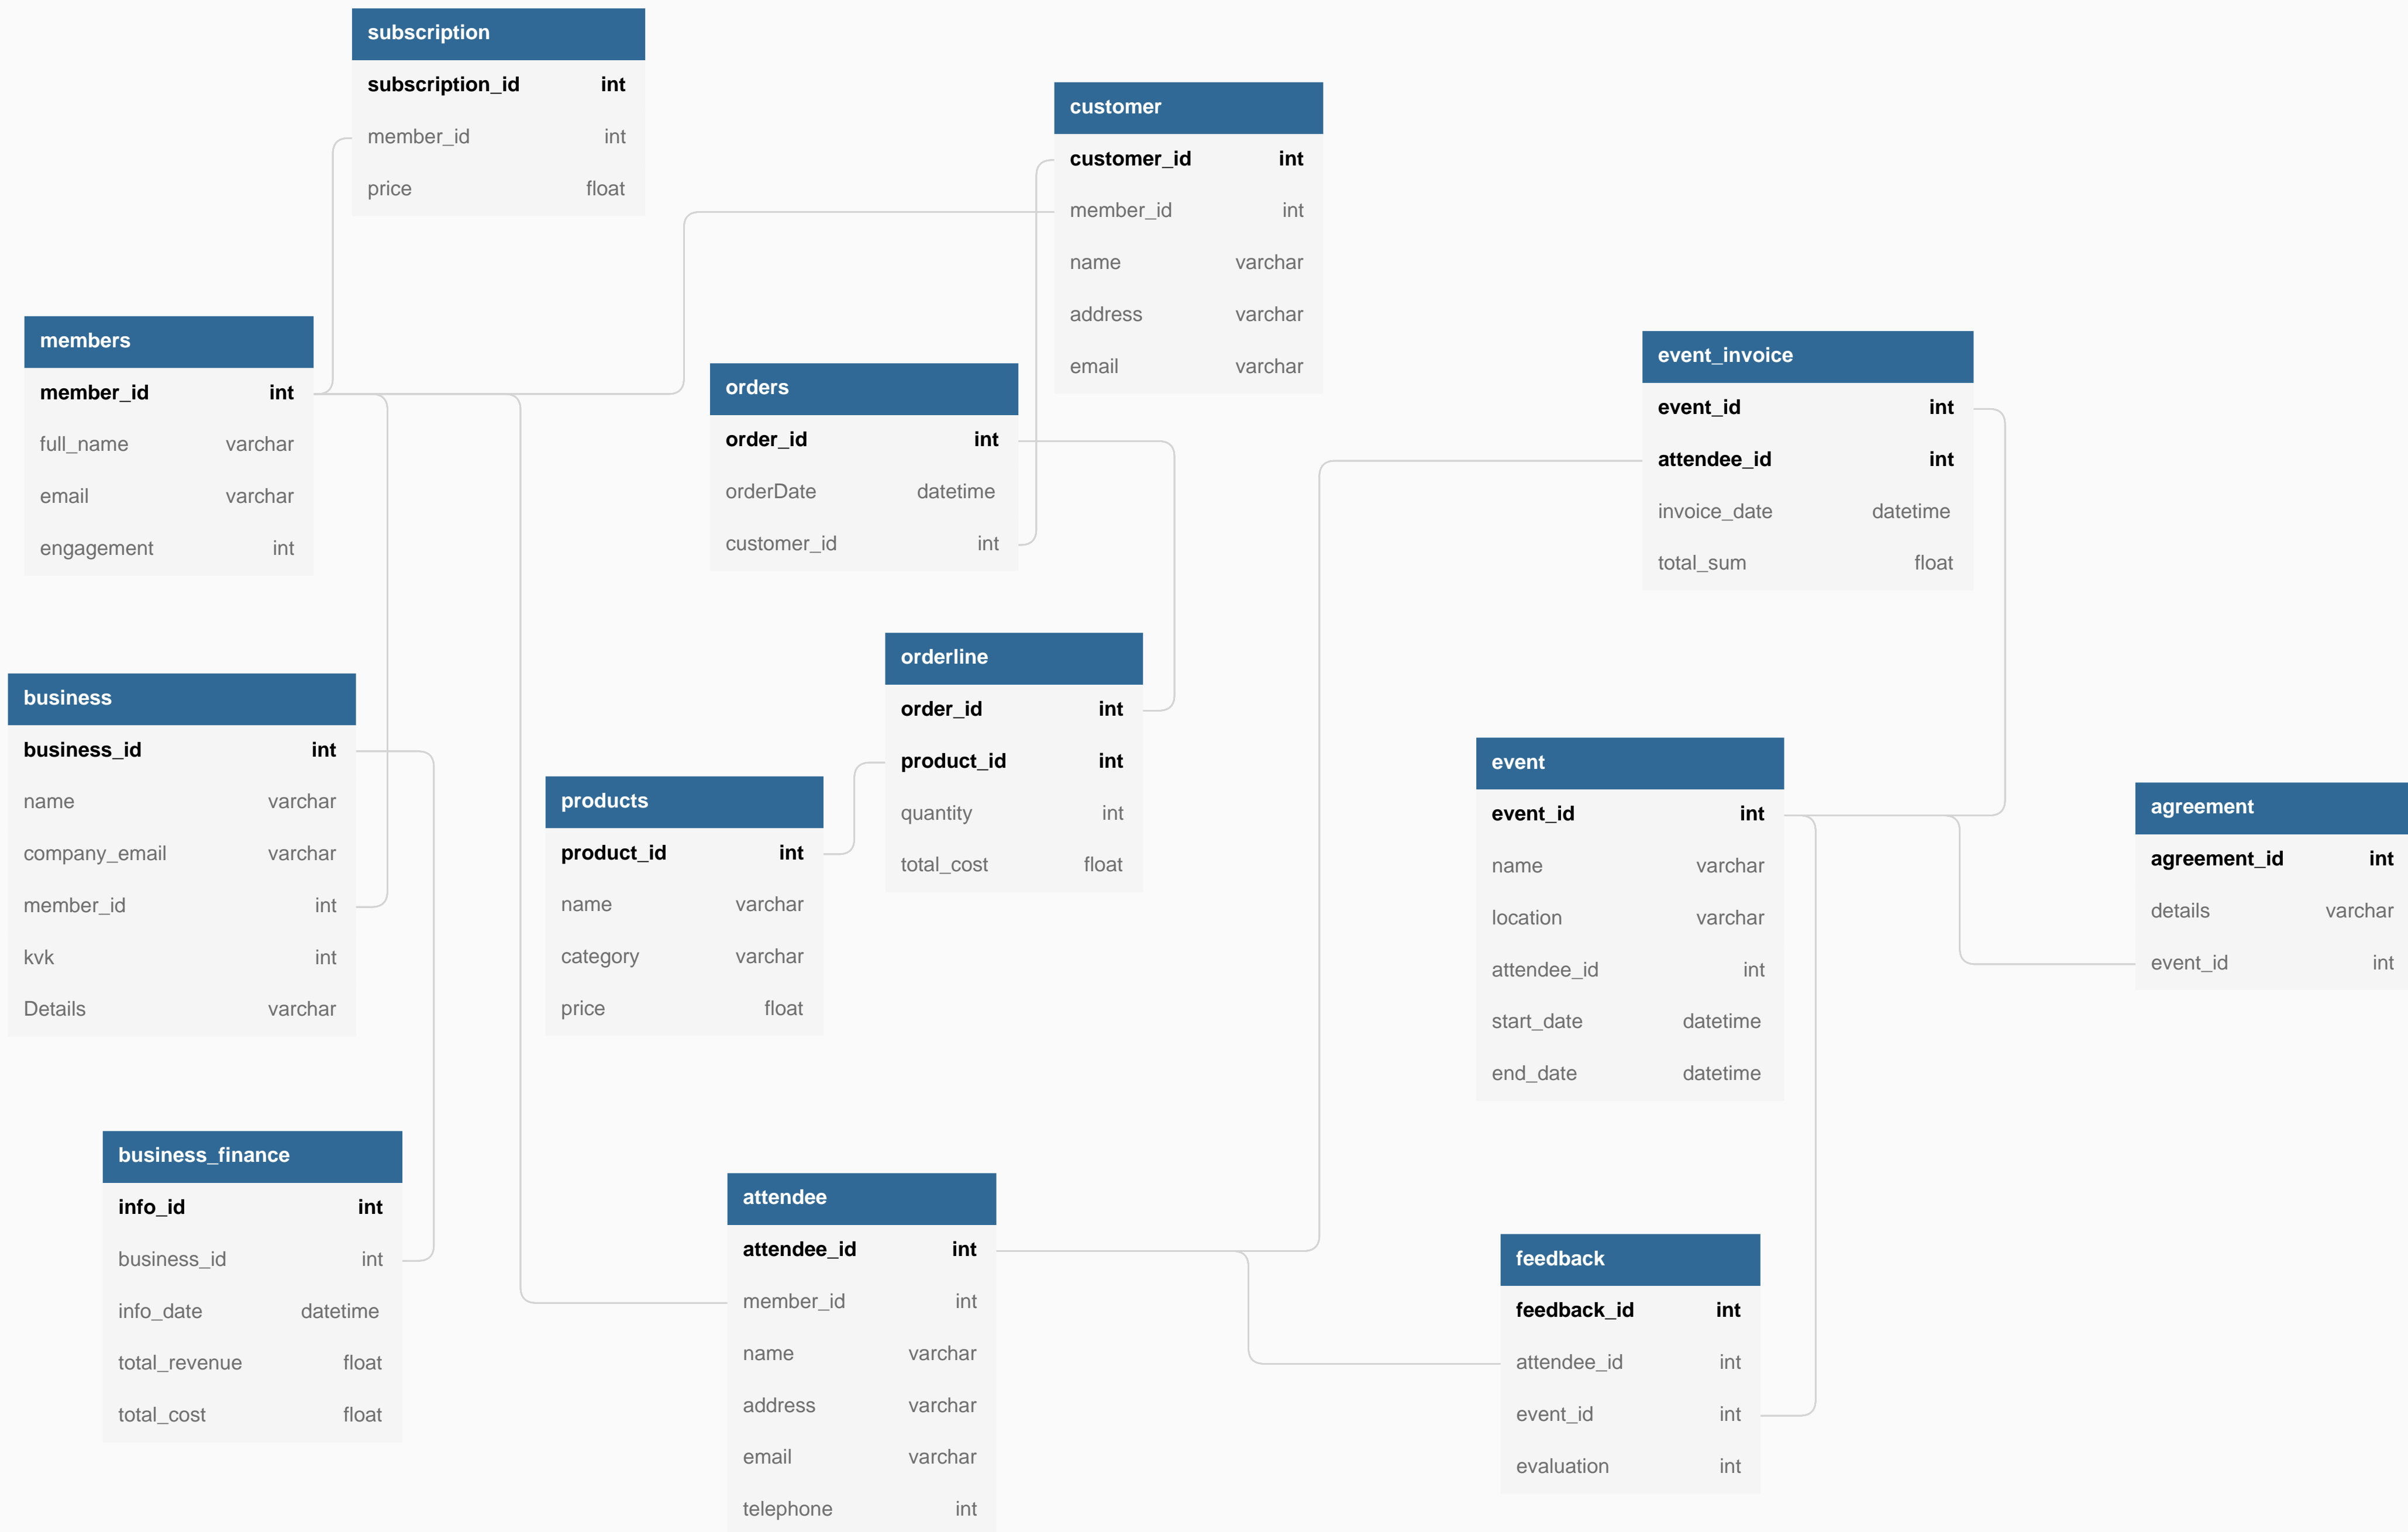 subscription
subscription_id int
member_id int
price float
customer
customer_id int
member_id int
name varchar
address varchar
email varchar
members
member_id int
full_name varchar
email varchar
engagement int
orders
order_id int
orderDate datetime
customer_id int
event_invoice
event_id int
attendee_id int
invoice_date datetime
total_sum float
business
business_id int
name varchar
company_email varchar
member_id int
kvk int
Details varchar
orderline
order_id int
product_id int
quantity int
total_cost float
products
product_id int
name varchar
category varchar
price float
event
event_id int
name varchar
location varchar
attendee_id int
start_date datetime
end_date datetime
agreement
agreement_id int
details varchar
event_id int
business_finance
info_id int
business_id int
info_date datetime
total_revenue float
total_cost float
attendee
attendee_id int
member_id int
name varchar
address varchar
email varchar
telephone int
feedback
feedback_id int
attendee_id int
event_id int
evaluation int